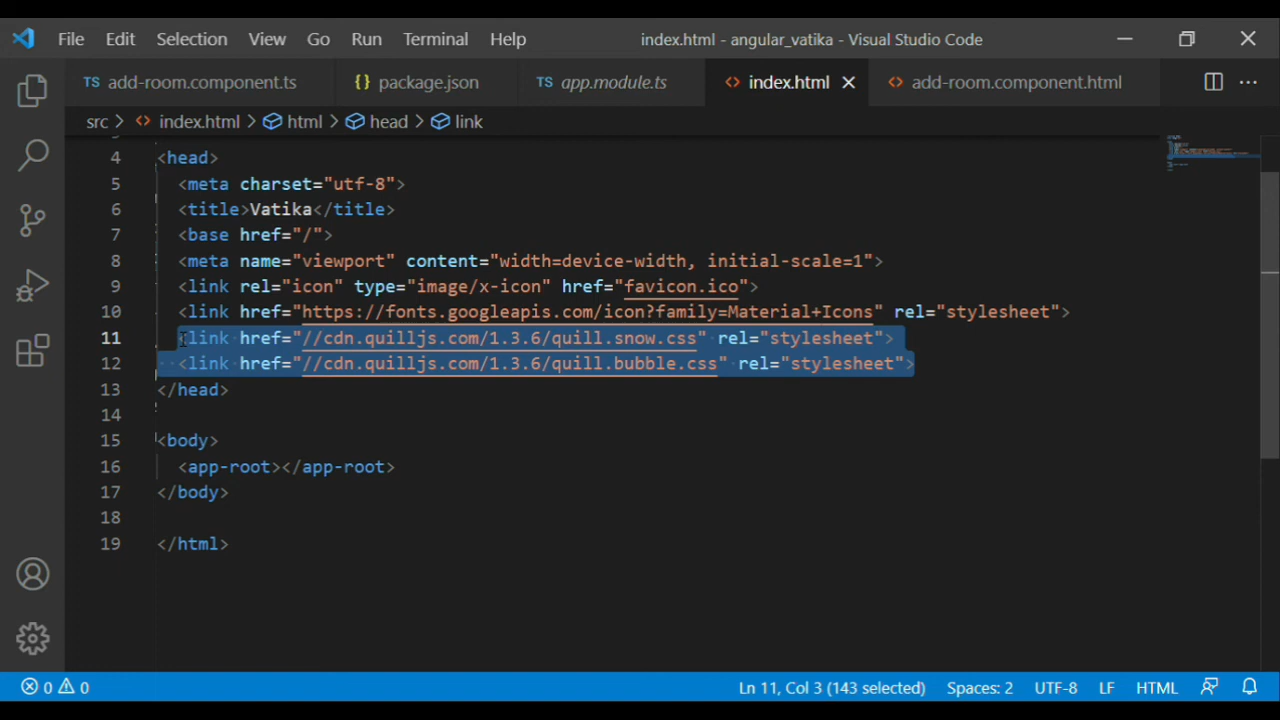 File Edit Selection View Go Run Terminal Help index.html - angular_vatika - Visual Studio Code
TS add-room.component.ts {} package.json TS app.module.ts <> index.html <> add-room.component.html
src > <> index.html > html > head > link
4 <head>
5 <meta charset="utf-8">
6 <title>Vatika</title>
7 <base href="/">
8 <meta name="viewport" content="width=device-width, initial-scale=1">
9 <link rel="icon" type="image/x-icon" href="favicon.ico">
10 <link href="https://fonts.googleapis.com/icon?family=Material+Icons" rel="stylesheet">
11 <link href="//cdn.quilljs.com/1.3.6/quill.snow.css" rel="stylesheet">
12 <link href="//cdn.quilljs.com/1.3.6/quill.bubble.css" rel="stylesheet">
13 </head>
14
15 <body>
16 <app-root></app-root>
17 </body>
18
19 </html>
0 0 Ln 11, Col 3 (143 selected) Spaces: 2 UTF-8 LF HTML